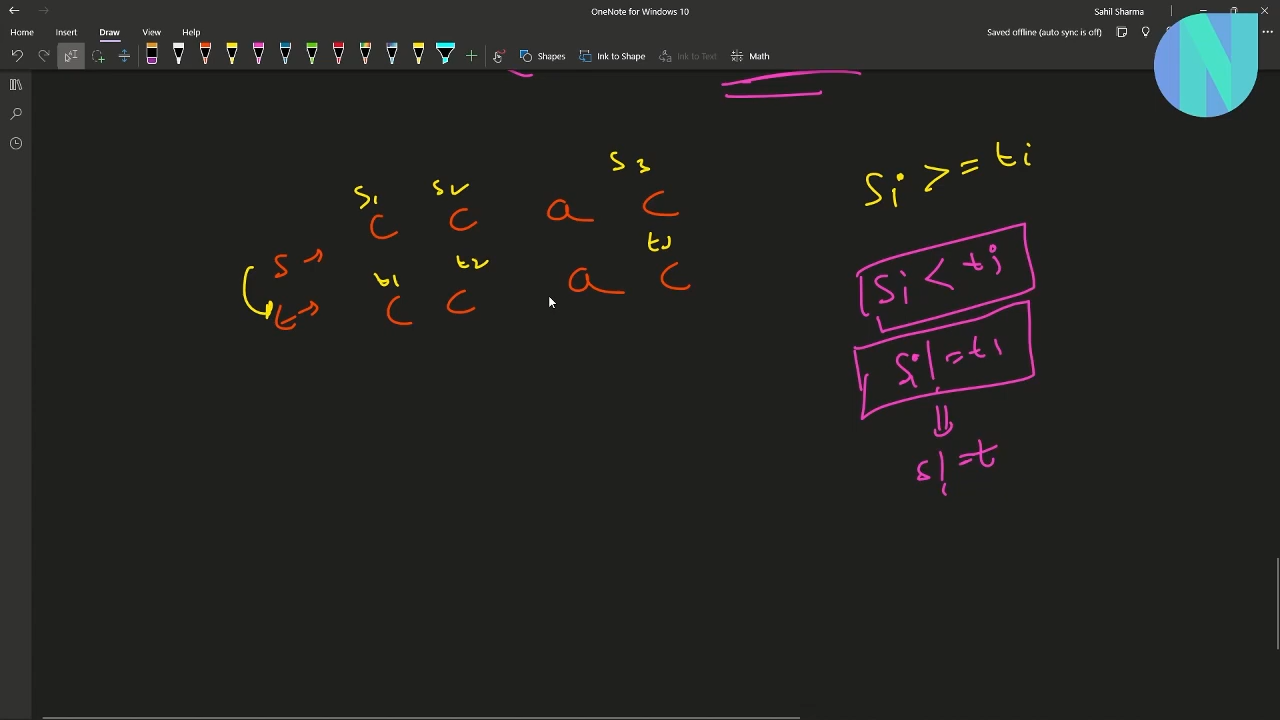 OneNote for Windows 10
Sahil Sharma
Home Insert Draw View Help
Saved offline (auto sync is off)
Shapes Ink to Shape Ink to Text Math
s1 s2 s3
s → c c a c
t1 t2 t3
t → c c a c
si >= ti
si < ti
si != ti
s != t